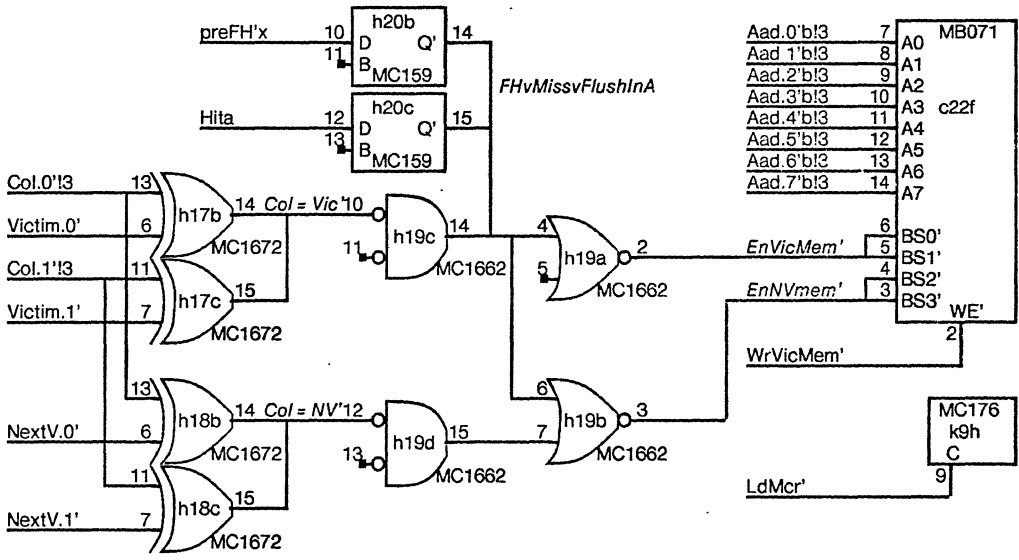 h20b
preFH'x 10 D Q' 14
11 B
MC159
h20c
Hita 12 D Q' 15
13 B
MC159
FHvMissvFlushInA
MB071
Aad.0'b!3 7 A0
Aad 1'b!3 8 A1
Aad.2'b!3 9 A2
Aad.3'b!3 10 A3
c22f
Aad.4'b!3 11 A4
Aad.5'b!3 12 A5
Aad.6'b!3 13 A6
Aad.7'b!3 14 A7
6 BS0'
EnVicMem' 5 BS1'
4 BS2'
EnNVmem' 3 BS3'
WE'
2
WrVicMem'
Col.0'!3 13
h17b 14 Col = Vic'10
Victim.0' 6
MC1672
Col.1'!3 11
h17c 15
Victim.1' 7
MC1672
h19c 14
11
MC1662
4
h19a 2
5
MC1662
13
h18b 14 Col = NV'12
NextV.0' 6
MC1672
11
h18c 15
NextV.1' 7
MC1672
h19d 15
13
MC1662
6
h19b 3
7
MC1662
MC176
k9h
C
9
LdMcr'